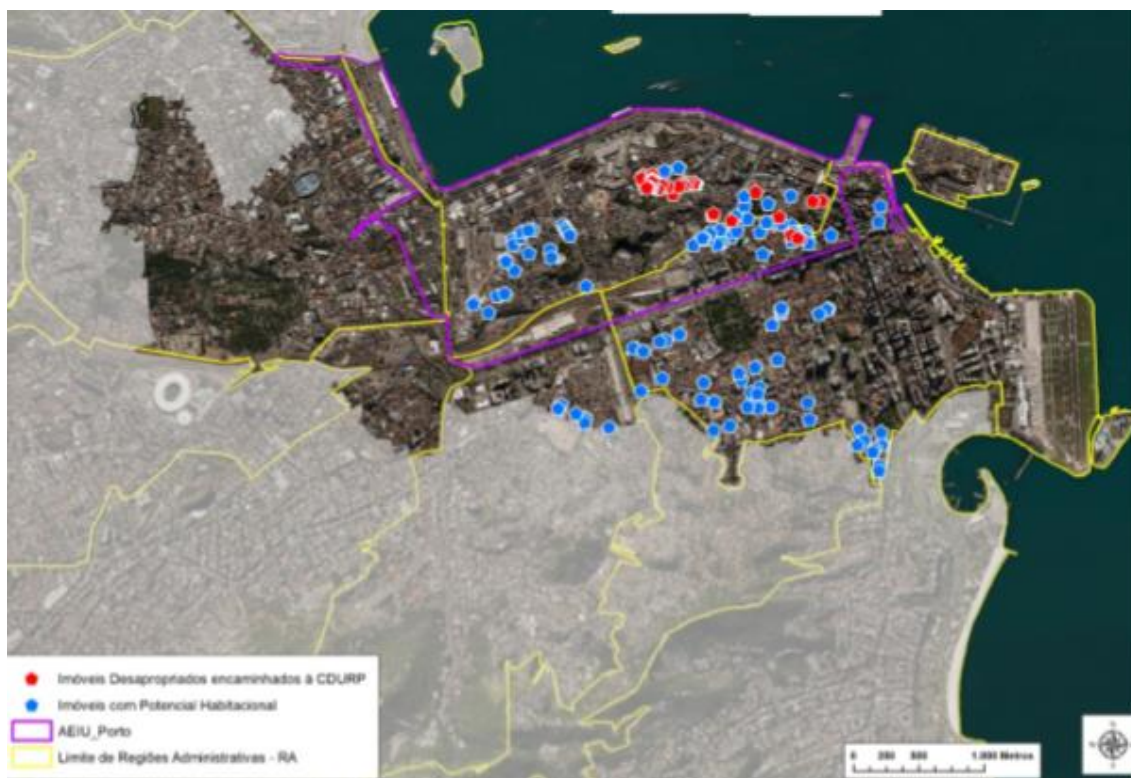 Imóveis Desapropriados encaminhados à CDURP
Imóveis com Potencial Habitacional
AEIU_Porto
Limite de Regiões Administrativas - RA
0 250 500 1.000 Metros